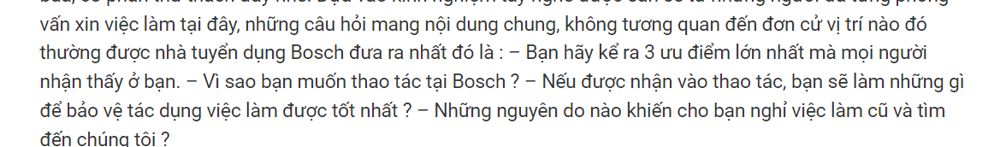 vấn xin việc làm tại đây, những câu hỏi mang nội dung chung, không tương quan đến đơn cử vị trí nào đó
thường được nhà tuyển dụng Bosch đưa ra nhất đó là : – Bạn hãy kể ra 3 ưu điểm lớn nhất mà mọi người
nhận thấy ở bạn. – Vì sao bạn muốn thao tác tại Bosch ? – Nếu được nhận vào thao tác, bạn sẽ làm những gì
để bảo vệ tác dụng việc làm được tốt nhất ? – Những nguyên do nào khiến cho bạn nghỉ việc làm cũ và tìm
đến chúng tôi ?